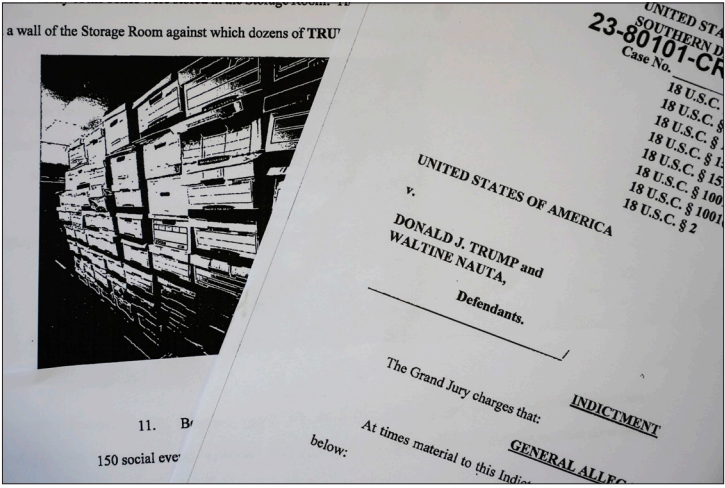 a wall of the Storage Room against which dozens of TRU
11.
150 social eve
UNITED STA
SOUTHERN
23-80101-CR
Case No.
18 U.S.C.
18 U.S.C. §
18 U.S.C. §
18 U.S.C. § 1
18 U.S.C. § 15
18 U.S.C. § 100
18 U.S.C. § 1001
18 U.S.C. § 2
UNITED STATES OF AMERICA
v.
DONALD J. TRUMP and
WALTINE NAUTA,
Defendants.
/
The Grand Jury charges that:
INDICTMENT
GENERAL ALLEG
At times material to this Indic
below: